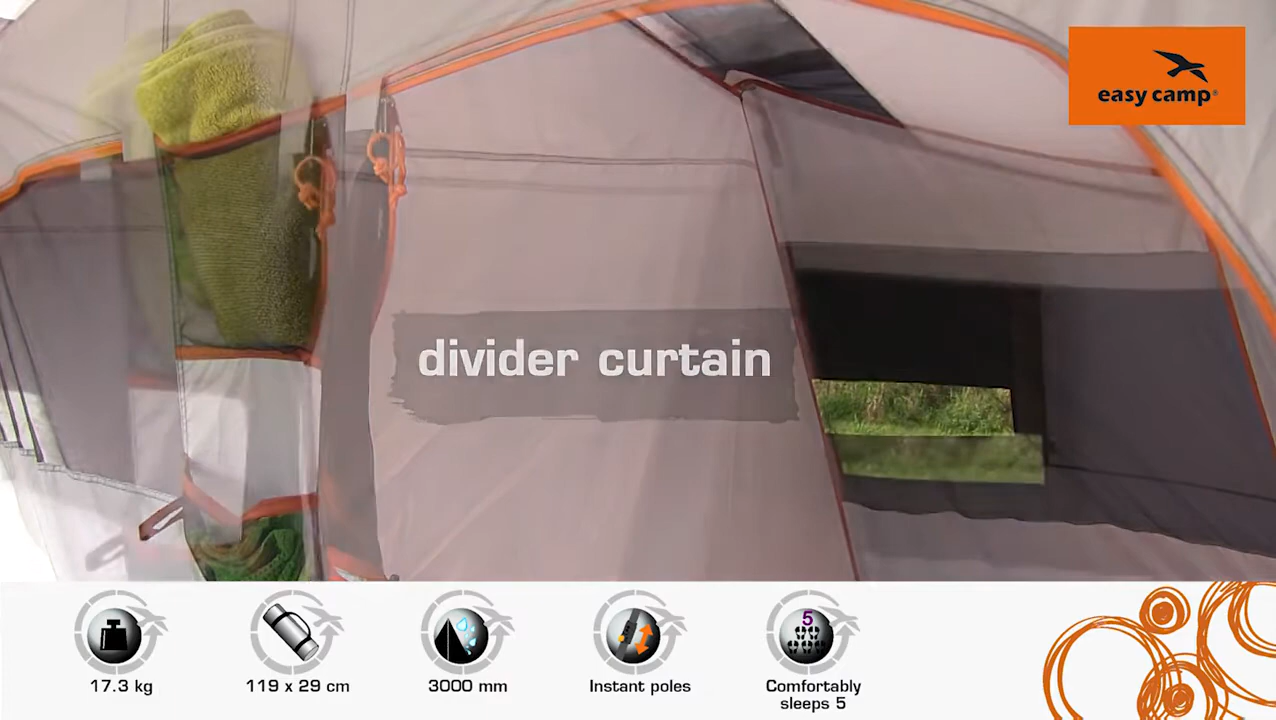 easy camp®
divider curtain
5
17.3 kg
119 x 29 cm
3000 mm
Instant poles
Comfortably
sleeps 5